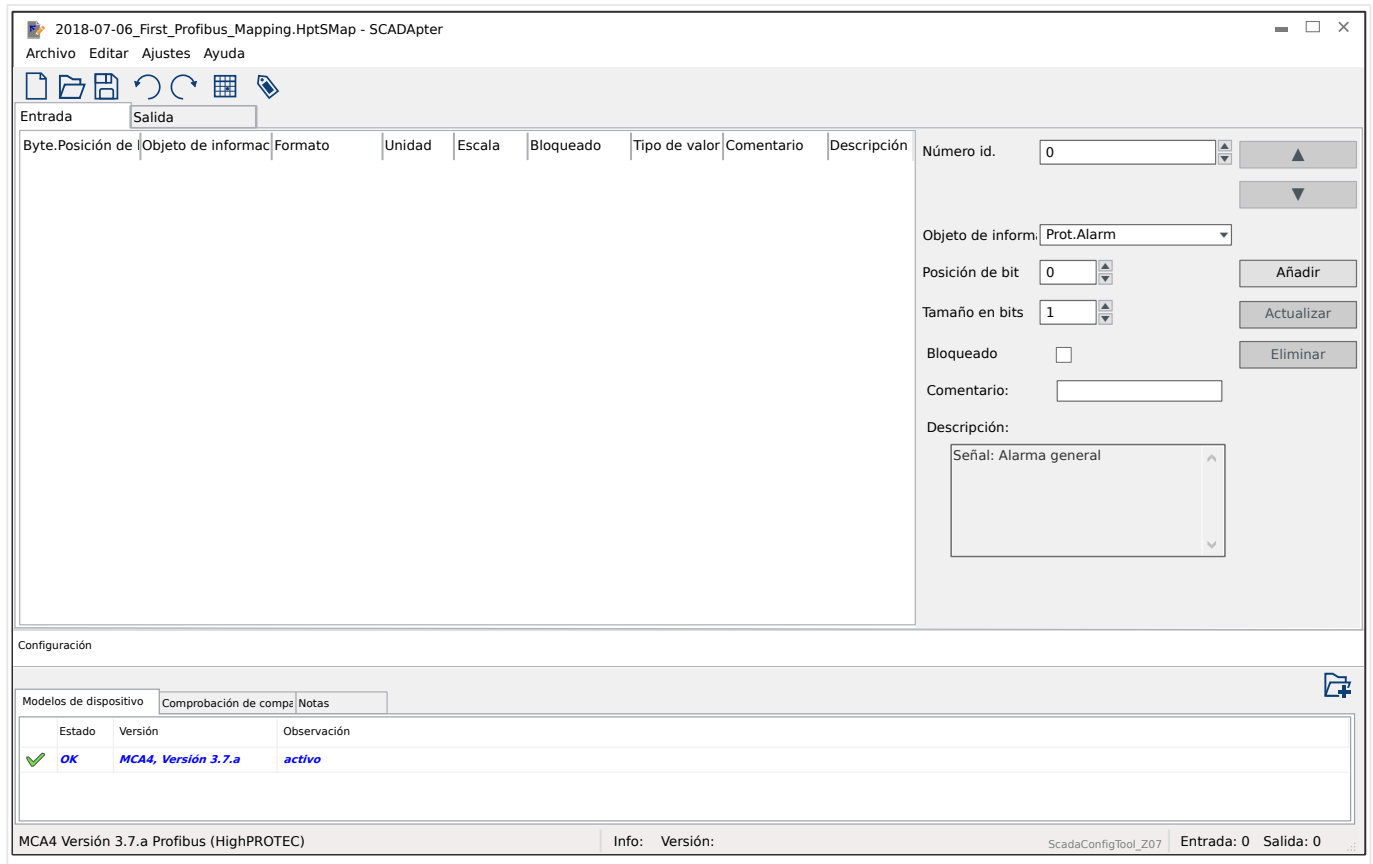 2018-07-06_First_Profibus_Mapping.HptSMap - SCADApter
Archivo Editar Ajustes Ayuda
Entrada Salida
Byte.Posición de Objeto de informac Formato Unidad Escala Bloqueado Tipo de valor Comentario Descripción
Número id. 0
Objeto de inform Prot.Alarm
Posición de bit 0 Añadir
Tamaño en bits 1 Actualizar
Bloqueado Eliminar
Comentario:
Descripción:
Señal: Alarma general
Configuración
Modelos de dispositivo Comprobación de compa Notas
Estado Versión Observación
OK MCA4, Versión 3.7.a activo
MCA4 Versión 3.7.a Profibus (HighPROTEC) Info: Versión: ScadaConfigTool_Z07 Entrada: 0 Salida: 0